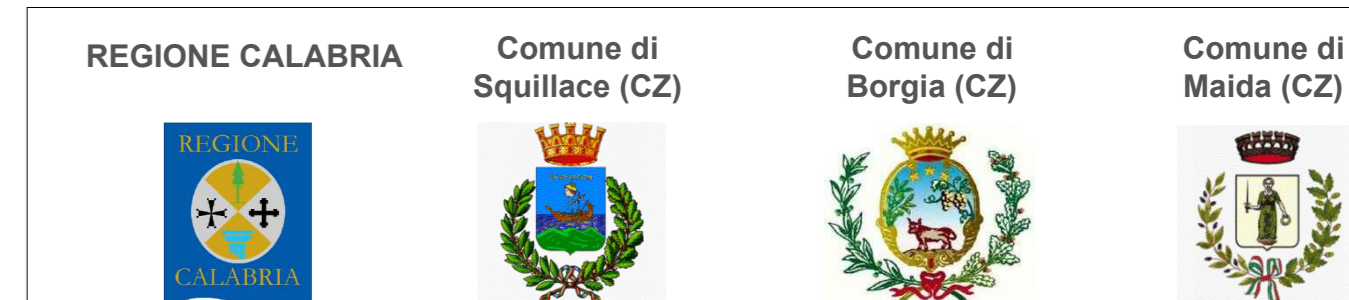 REGIONE CALABRIA
Comune di
Squillace (CZ)
Comune di
Borgia (CZ)
Comune di
Maida (CZ)
REGIONE
CALABRIA